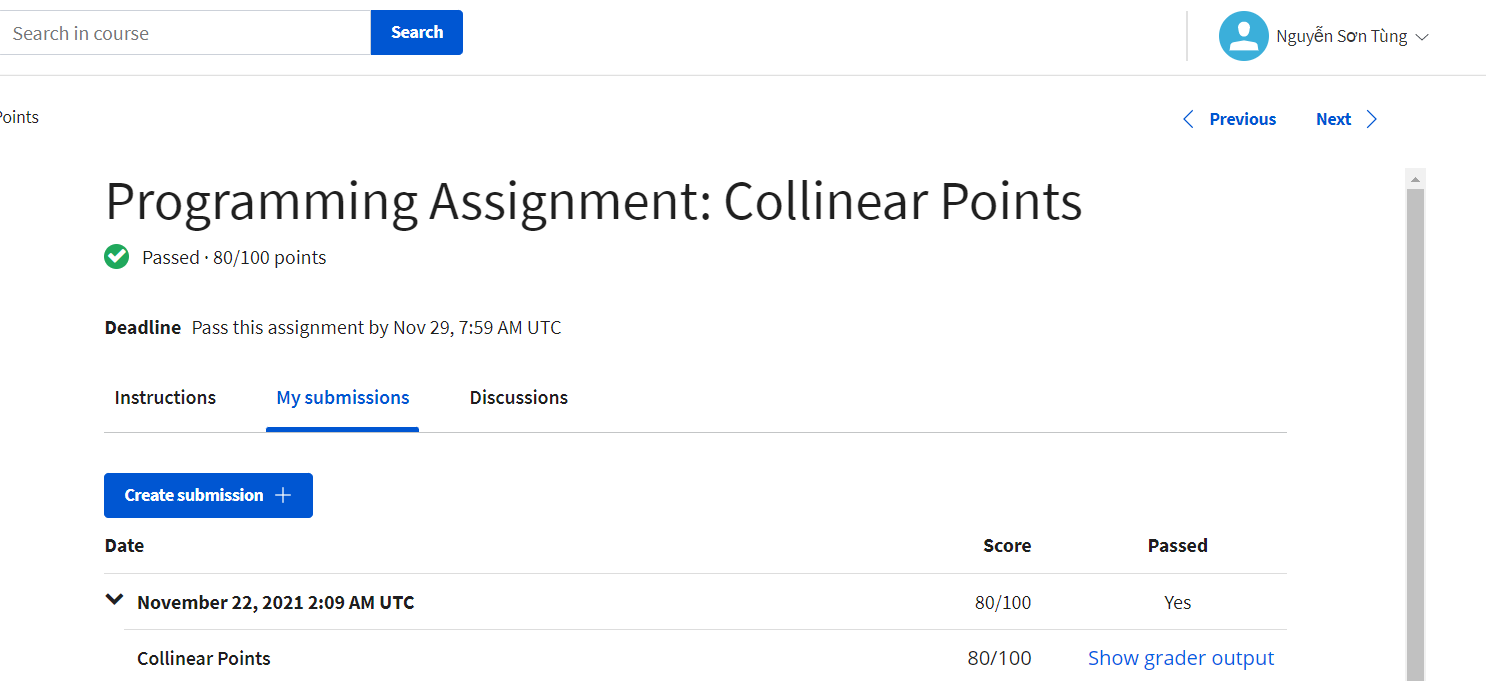 Search in course
Search
Nguyễn Sơn Tùng
Points
Previous
Next
Programming Assignment: Collinear Points
Passed · 80/100 points
Deadline Pass this assignment by Nov 29, 7:59 AM UTC
Instructions
My submissions
Discussions
Create submission
Date
Score
Passed
November 22, 2021 2:09 AM UTC
80/100
Yes
Collinear Points
80/100
Show grader output